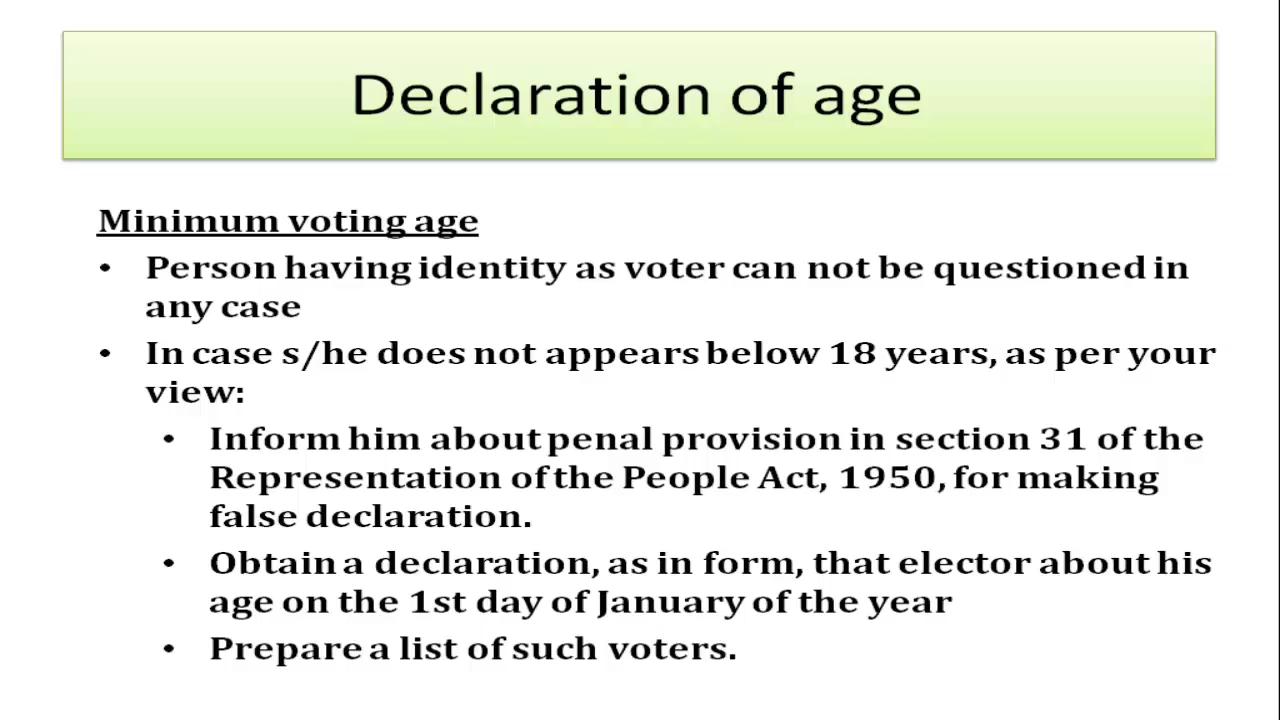 Declaration of age
Minimum voting age
• Person having identity as voter can not be questioned in
any case
• In case s/he does not appears below 18 years, as per your
view:
• Inform him about penal provision in section 31 of the
Representation of the People Act, 1950, for making
false declaration.
• Obtain a declaration, as in form, that elector about his
age on the 1st day of January of the year
• Prepare a list of such voters.